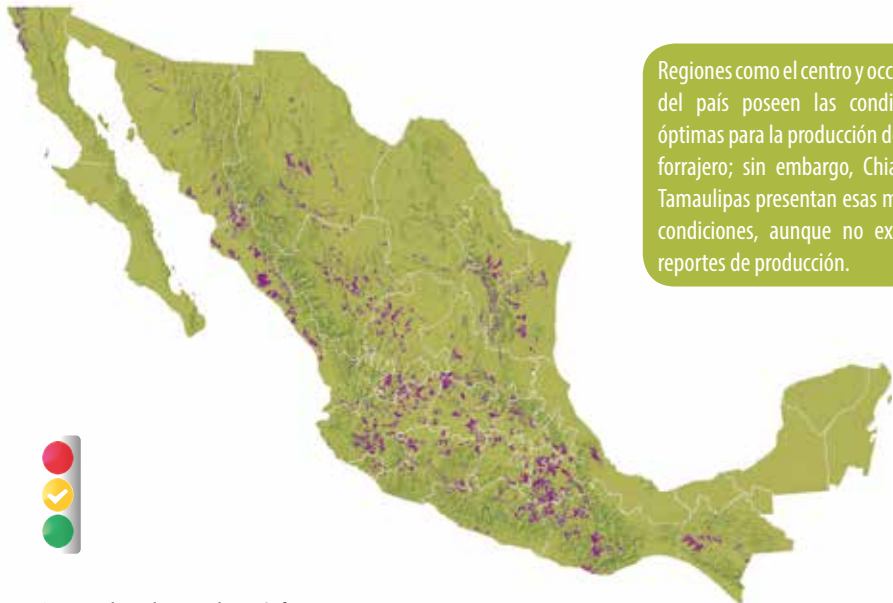 Regiones como el centro y occ
del país poseen las condi
óptimas para la producción d
forrajero; sin embargo, Chia
Tamaulipas presentan esas m
condiciones, aunque no ex
reportes de producción.